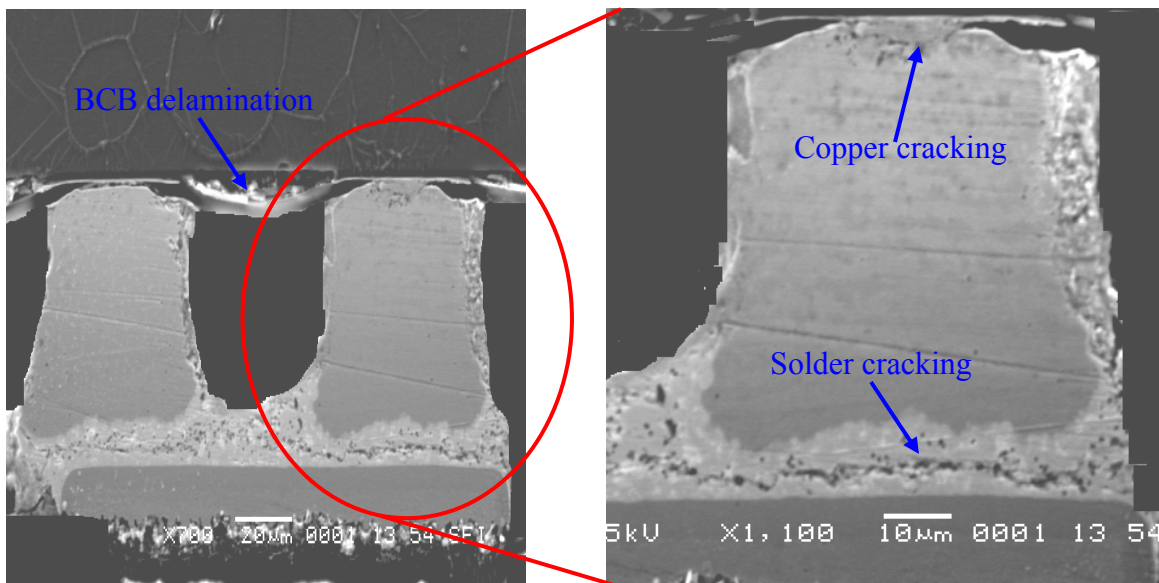 BCB delamination
X700 20µm 0001 13 54 SEI
Copper cracking
Solder cracking
5kV X1,100 10µm 0001 13 54